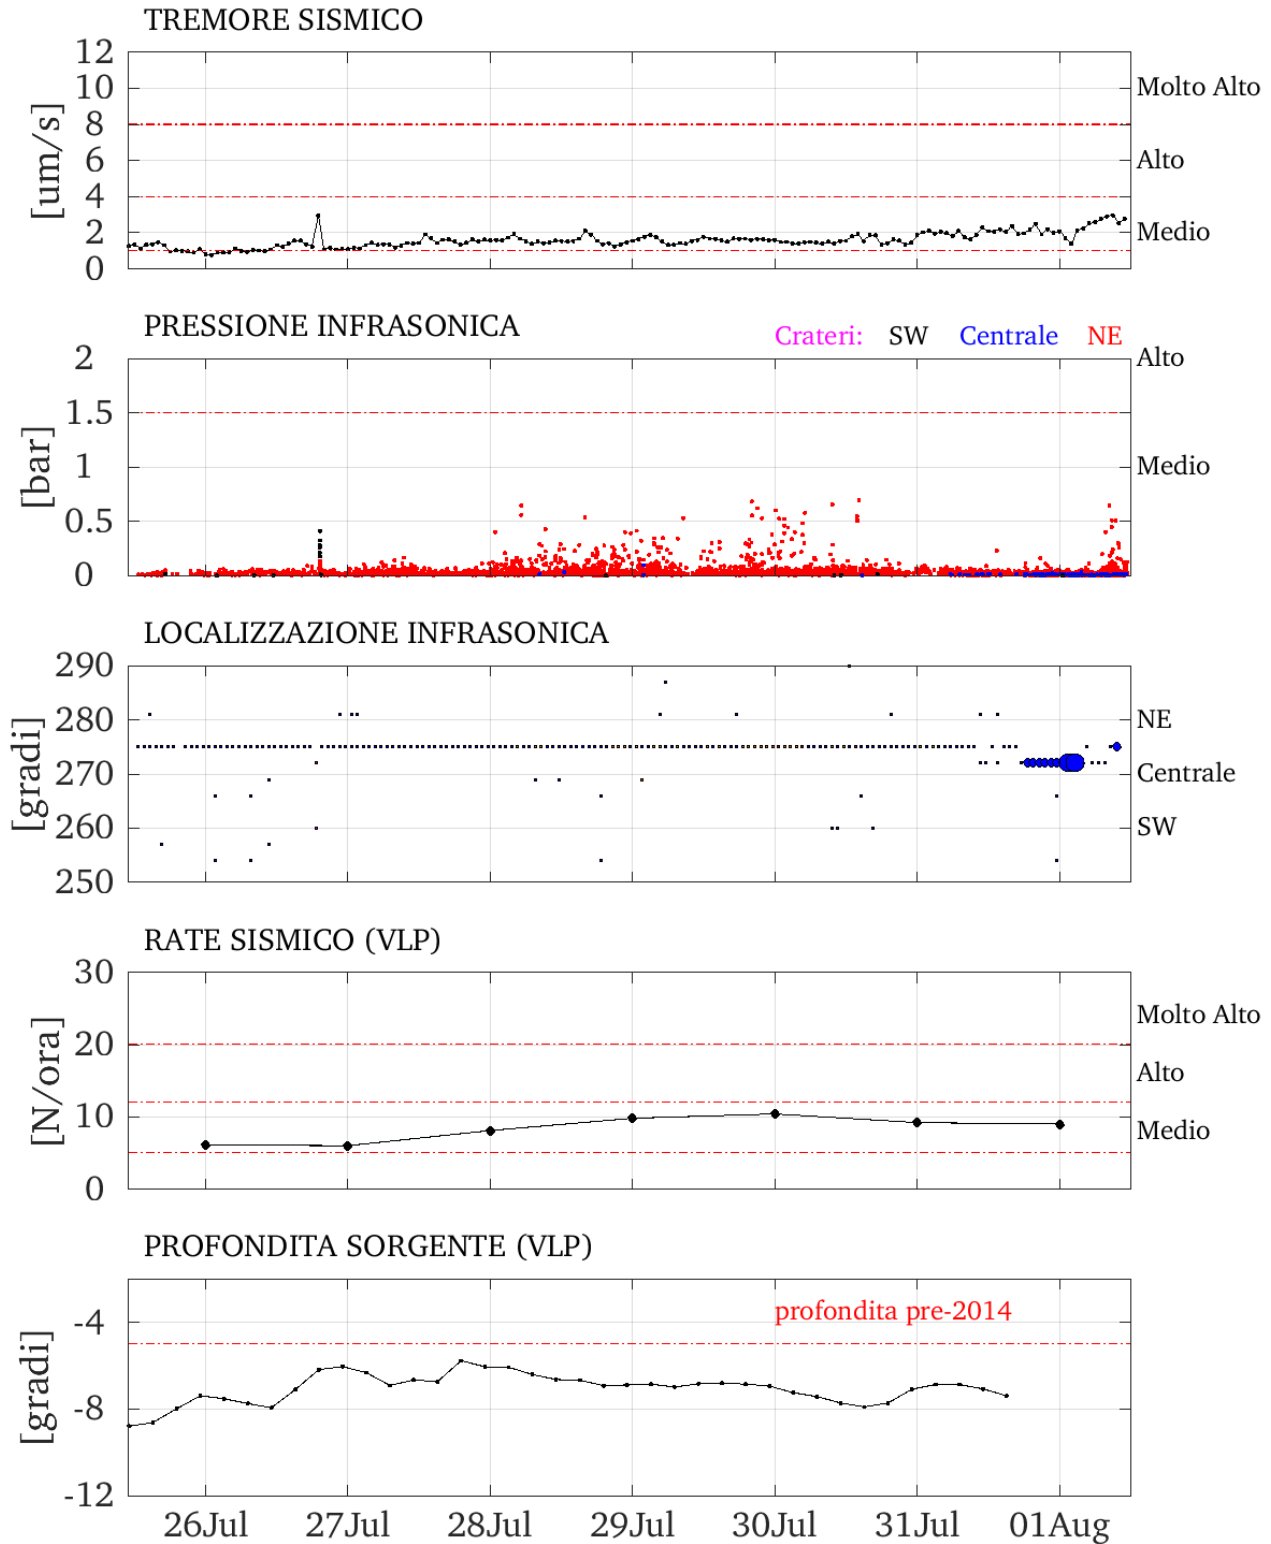 TREMORE SISMICO
12
10
8
6
4
2
0
[um/s]
Molto Alto
Alto
Medio
PRESSIONE INFRASONICA
Crateri: SW Centrale NE
2
1.5
1
0.5
0
[bar]
Alto
Medio
LOCALIZZAZIONE INFRASONICA
290
280
270
260
250
[gradi]
NE
Centrale
SW
RATE SISMICO (VLP)
30
20
10
0
[N/ora]
Molto Alto
Alto
Medio
PROFONDITA SORGENTE (VLP)
profondita pre-2014
-4
-8
-12
[gradi]
26Jul 27Jul 28Jul 29Jul 30Jul 31Jul 01Aug